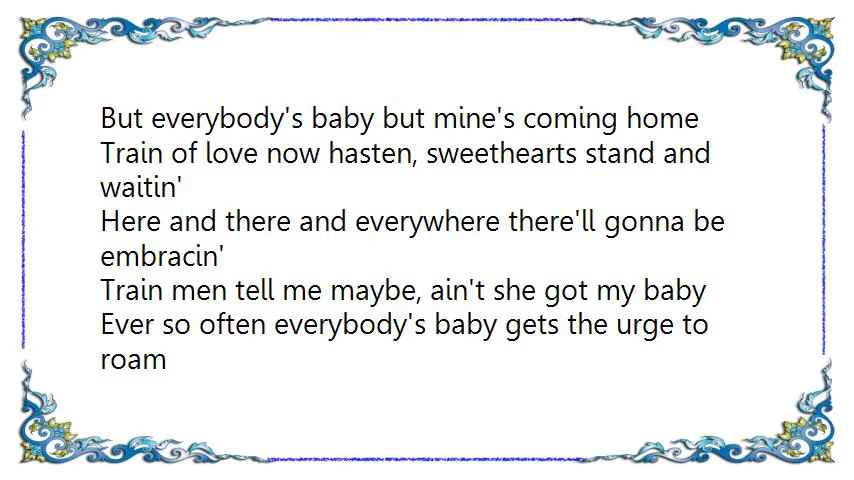 But everybody's baby but mine's coming home
Train of love now hasten, sweethearts stand and
waitin'
Here and there and everywhere there'll gonna be
embracin'
Train men tell me maybe, ain't she got my baby
Ever so often everybody's baby gets the urge to
roam